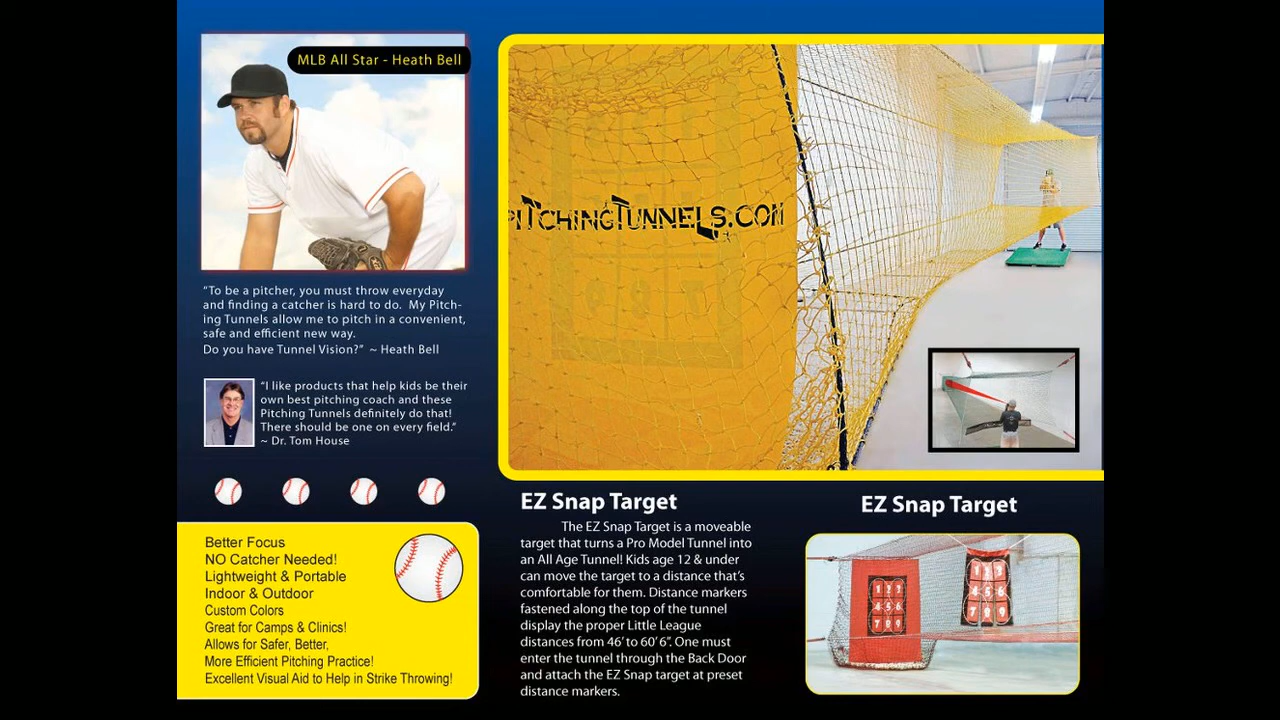 MLB All Star - Heath Bell
“To be a pitcher, you must throw everyday
and finding a catcher is hard to do. My Pitch-
ing Tunnels allow me to pitch in a convenient,
safe and efficient new way.
Do you have Tunnel Vision?” ~ Heath Bell
“I like products that help kids be their
own best pitching coach and these
Pitching Tunnels definitely do that!
There should be one on every field.”
~ Dr. Tom House
Better Focus
NO Catcher Needed!
Lightweight & Portable
Indoor & Outdoor
Custom Colors
Great for Camps & Clinics!
Allows for Safer, Better,
More Efficient Pitching Practice!
Excellent Visual Aid to Help in Strike Throwing!
PITCHINGTUNNELS.COM
EZ Snap Target
The EZ Snap Target is a moveable
target that turns a Pro Model Tunnel into
an All Age Tunnel! Kids age 12 & under
can move the target to a distance that’s
comfortable for them. Distance markers
fastened along the top of the tunnel
display the proper Little League
distances from 46’ to 60’ 6”. One must
enter the tunnel through the Back Door
and attach the EZ Snap target at preset
distance markers.
EZ Snap Target
1 2 3
4 5 6
7 8 9
1 2 3
4 5 6
7 8 9